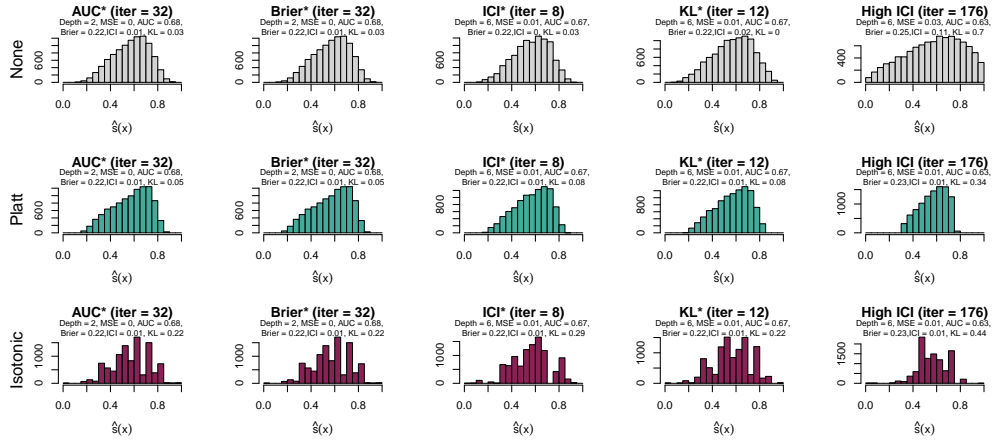 AUC* (iter = 32)
Depth = 2, MSE = 0, AUC = 0.68,
Brier = 0.22,ICI = 0.01, KL = 0.03
Brier* (iter = 32)
Depth = 2, MSE = 0, AUC = 0.68,
Brier = 0.22,ICI = 0.01, KL = 0.03
ICI* (iter = 8)
Depth = 6, MSE = 0.01, AUC = 0.67,
Brier = 0.22,ICI = 0, KL = 0.03
KL* (iter = 12)
Depth = 6, MSE = 0.01, AUC = 0.67,
Brier = 0.22,ICI = 0.02, KL = 0
High ICI (iter = 176)
Depth = 6, MSE = 0.03, AUC = 0.63,
Brier = 0.25,ICI = 0.11, KL = 0.7
None
0 600
0 600
0 600
0 600
0 400
0.0 0.4 0.8
0.0 0.4 0.8
0.0 0.4 0.8
0.0 0.4 0.8
0.0 0.4 0.8
ŝ(x)
ŝ(x)
ŝ(x)
ŝ(x)
ŝ(x)
AUC* (iter = 32)
Depth = 2, MSE = 0, AUC = 0.68,
Brier = 0.22,ICI = 0.01, KL = 0.05
Brier* (iter = 32)
Depth = 2, MSE = 0, AUC = 0.68,
Brier = 0.22,ICI = 0.01, KL = 0.05
ICI* (iter = 8)
Depth = 6, MSE = 0.01, AUC = 0.67,
Brier = 0.22,ICI = 0.01, KL = 0.08
KL* (iter = 12)
Depth = 6, MSE = 0.01, AUC = 0.67,
Brier = 0.22,ICI = 0.01, KL = 0.08
High ICI (iter = 176)
Depth = 6, MSE = 0.01, AUC = 0.63,
Brier = 0.23,ICI = 0.01, KL = 0.34
Platt
0 600
0 600
0 800
0 800
0 1000
0.0 0.4 0.8
0.0 0.4 0.8
0.0 0.4 0.8
0.0 0.4 0.8
0.0 0.4 0.8
ŝ(x)
ŝ(x)
ŝ(x)
ŝ(x)
ŝ(x)
AUC* (iter = 32)
Depth = 2, MSE = 0, AUC = 0.68,
Brier = 0.22,ICI = 0.01, KL = 0.22
Brier* (iter = 32)
Depth = 2, MSE = 0, AUC = 0.68,
Brier = 0.22,ICI = 0.01, KL = 0.22
ICI* (iter = 8)
Depth = 6, MSE = 0.01, AUC = 0.67,
Brier = 0.22,ICI = 0.01, KL = 0.29
KL* (iter = 12)
Depth = 6, MSE = 0.01, AUC = 0.67,
Brier = 0.22,ICI = 0.01, KL = 0.22
High ICI (iter = 176)
Depth = 6, MSE = 0.01, AUC = 0.63,
Brier = 0.23,ICI = 0.01, KL = 0.44
Isotonic
0 1000
0 1000
0 1000
0 1000
0 1500
0.0 0.4 0.8
0.0 0.4 0.8
0.0 0.4 0.8
0.0 0.4 0.8
0.0 0.4 0.8
ŝ(x)
ŝ(x)
ŝ(x)
ŝ(x)
ŝ(x)